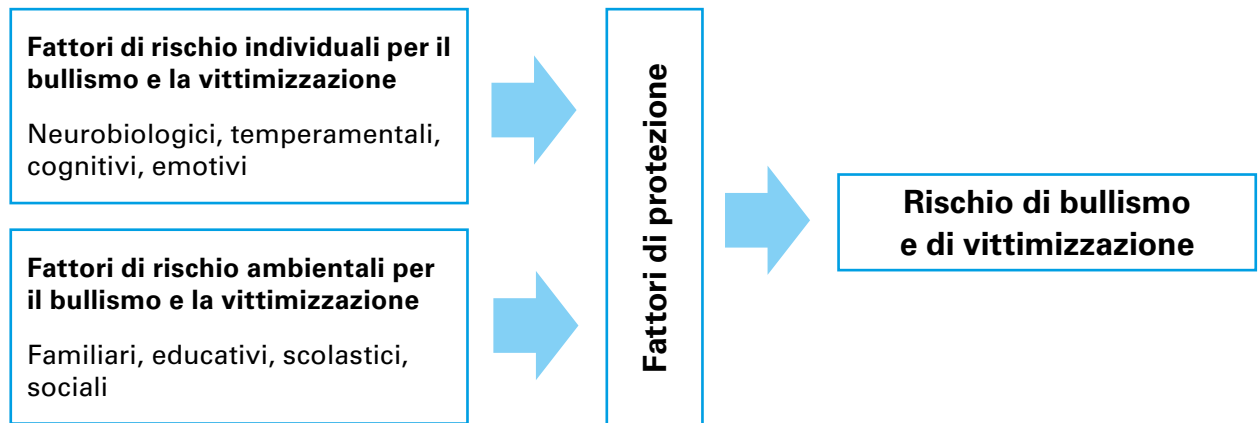 Fattori di rischio individuali per il
bullismo e la vittimizzazione
Neurobiologici, temperamentali,
cognitivi, emotivi
Fattori di rischio ambientali per
il bullismo e la vittimizzazione
Familiari, educativi, scolastici,
sociali
Fattori di protezione
Rischio di bullismo
e di vittimizzazione